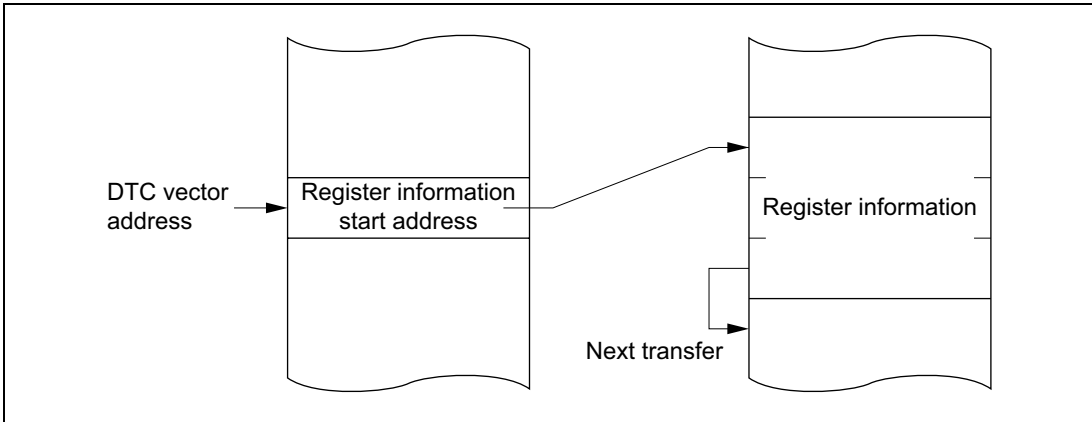 DTC vector
address
Register information
start address
Register information
Next transfer